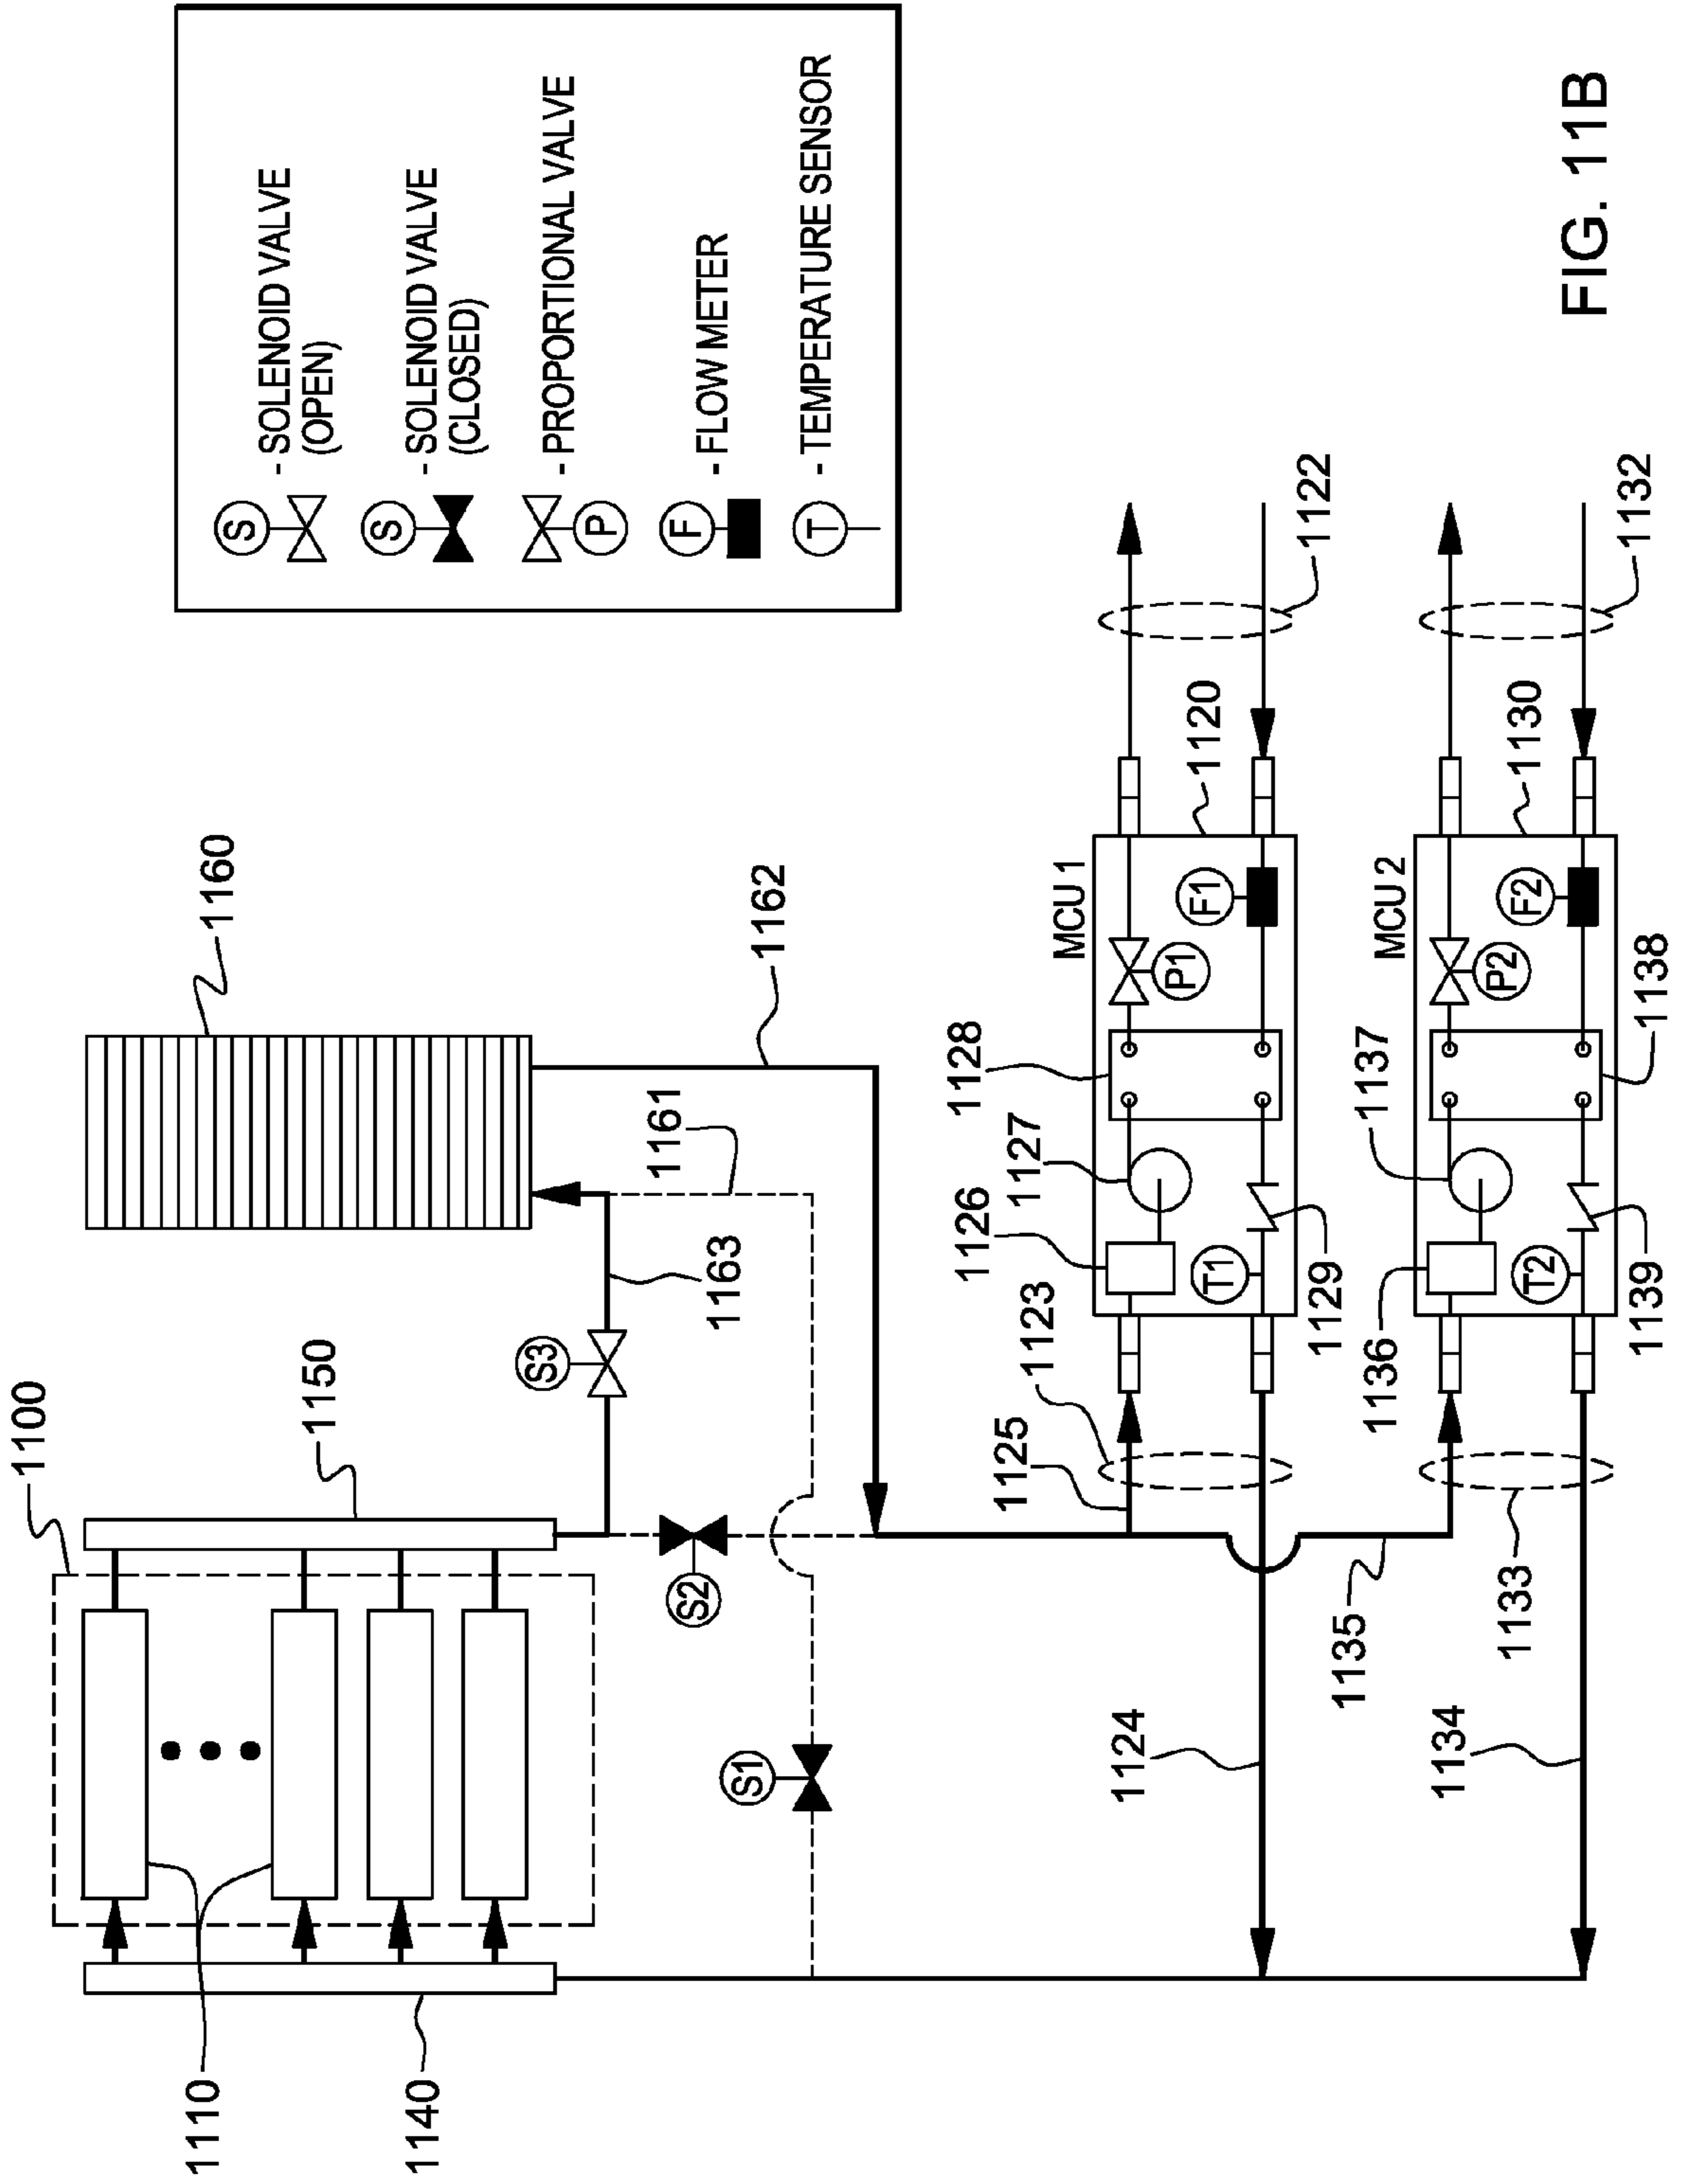 1100
1150
1160
1110
1140
S3
1163
1161
1162
S2
S1
- SOLENOID VALVE
(OPEN)
- SOLENOID VALVE
(CLOSED)
- PROPORTIONAL VALVE
- FLOW METER
- TEMPERATURE SENSOR
S
S
P
F
T
1125
1123
1126
1127
1128
MCU 1
1120
1122
P1
F1
T1
1129
1124
1135
1133
1136
1137
MCU 2
1130
1132
P2
F2
T2
1139
1138
1134
FIG. 11B